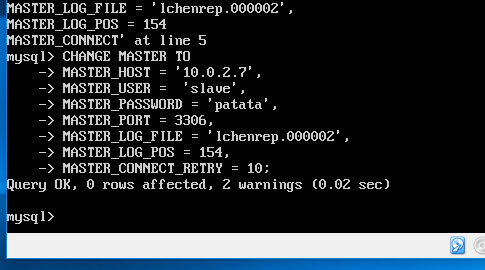 MASTER_LOG_FILE = 'lchenrep.000002',
MASTER_LOG_POS = 154
MASTER_CONNECT' at line 5
mysql> CHANGE MASTER TO
    -> MASTER_HOST = '10.0.2.7',
    -> MASTER_USER =  'slave',
    -> MASTER_PASSWORD = 'patata',
    -> MASTER_PORT = 3306,
    -> MASTER_LOG_FILE = 'lchenrep.000002',
    -> MASTER_LOG_POS = 154,
    -> MASTER_CONNECT_RETRY = 10;
Query OK, 0 rows affected, 2 warnings (0.02 sec)
mysql>